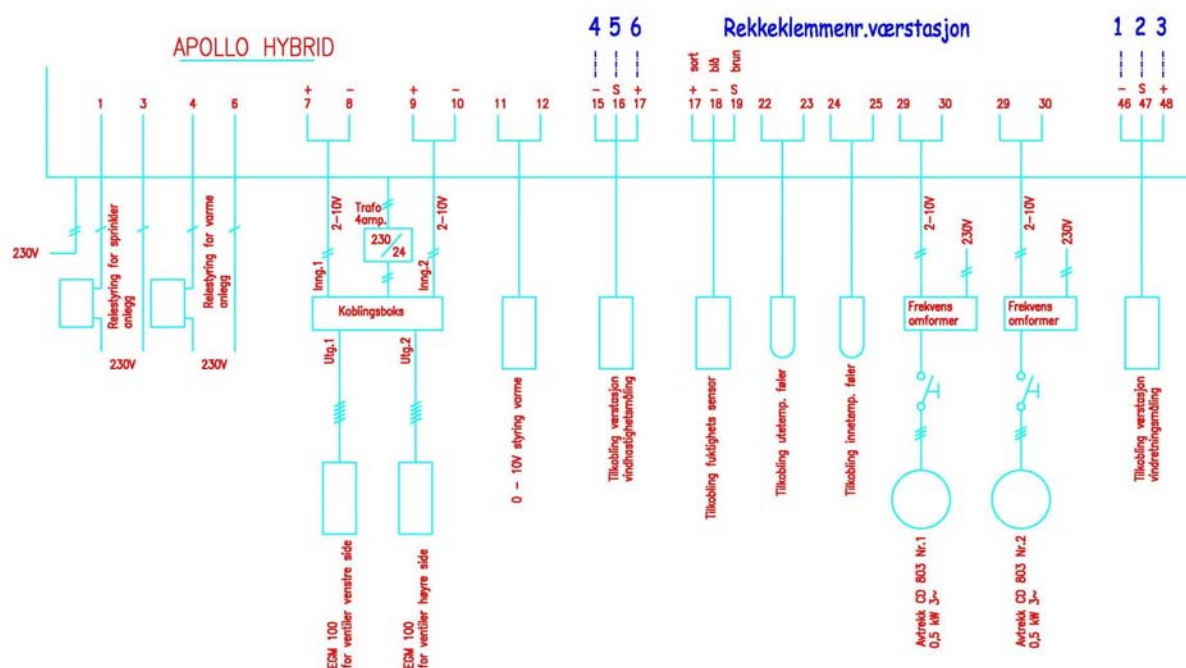 APOLLO HYBRID
4 5 6
Rekkeklemmenr.værstasjon
1 2 3
sort
blå
brun
+ -
+ -
- S +
+ - S
- S +
1 3 4 6
7 8
9 10
11 12
15 16 17
17 18 19
22 23
24 25
29 30
29 30
46 47 48
230V
Relestyring for sprinkler
anlegg
230V
Relestyring for varme
anlegg
230V
2-10V
Trafo
4amp.
230
24
2-10V
Inng.1
Inng.2
Koblingsboks
Utg.1
Utg.2
EGM 100
for ventiler venstre side
EGM 100
for ventiler høyre side
0 - 10V styring varme
Tilkobling værstasjon
vindhastighetsmåling
Tilkobling fuktighets sensor
Tilkobling utetemp. føler
Tilkobling innetemp. føler
2-10V
230V
Frekvens
omformer
Avtrekk CD 803 Nr.1
0,5 kW 3~
2-10V
230V
Frekvens
omformer
Avtrekk CD 803 Nr.2
0,5 kW 3~
Tilkobling værstasjon
vindretningsmåling